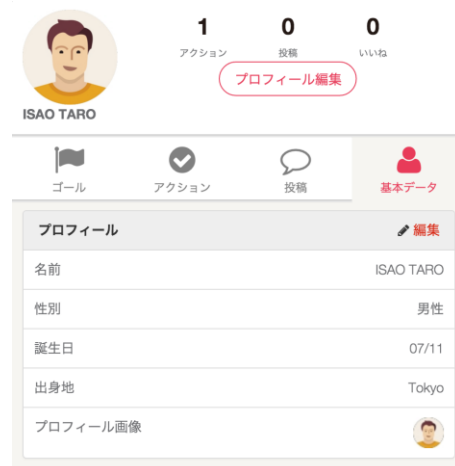 1 0 0
アクション 投稿 いいね
プロフィール編集
ISAO TARO
ゴール アクション 投稿 基本データ
プロフィール 編集
名前 ISAO TARO
性別 男性
誕生日 07/11
出身地 Tokyo
プロフィール画像